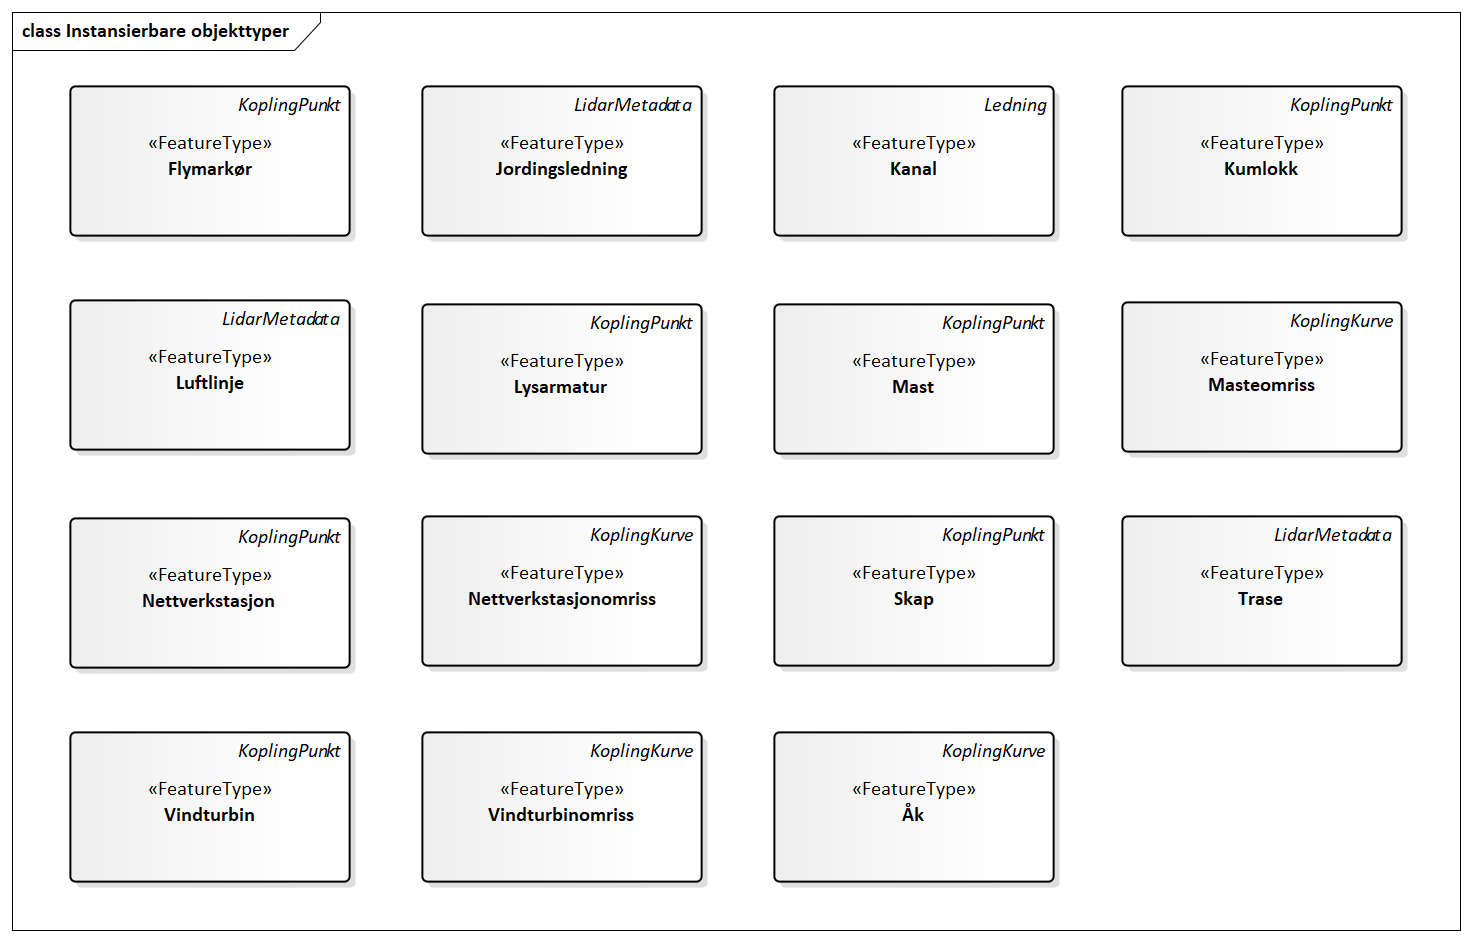 class Instansierbare objekttyper
KoplingPunkt
«FeatureType»
Flymarkør
LidarMetadata
«FeatureType»
Jordingsledning
Ledning
«FeatureType»
Kanal
KoplingPunkt
«FeatureType»
Kumlokk
LidarMetadata
«FeatureType»
Luftlinje
KoplingPunkt
«FeatureType»
Lysarmatur
KoplingPunkt
«FeatureType»
Mast
KoplingKurve
«FeatureType»
Masteomriss
KoplingPunkt
«FeatureType»
Nettverkstasjon
KoplingKurve
«FeatureType»
Nettverkstasjonomriss
KoplingPunkt
«FeatureType»
Skap
LidarMetadata
«FeatureType»
Trase
KoplingPunkt
«FeatureType»
Vindturbin
KoplingKurve
«FeatureType»
Vindturbinomriss
KoplingKurve
«FeatureType»
Åk